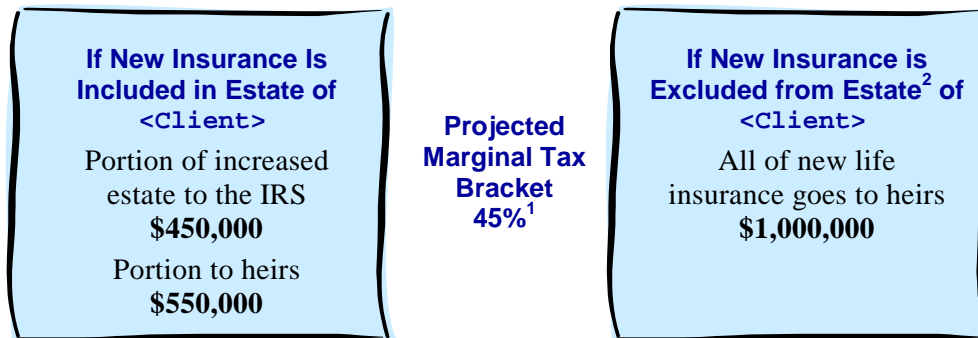 If New Insurance Is
Included in Estate of
<Client>
Portion of increased
estate to the IRS
$450,000
Portion to heirs
$550,000
Projected
Marginal Tax
Bracket
45%1
If New Insurance is
Excluded from Estate2 of
<Client>
All of new life
insurance goes to heirs
$1,000,000